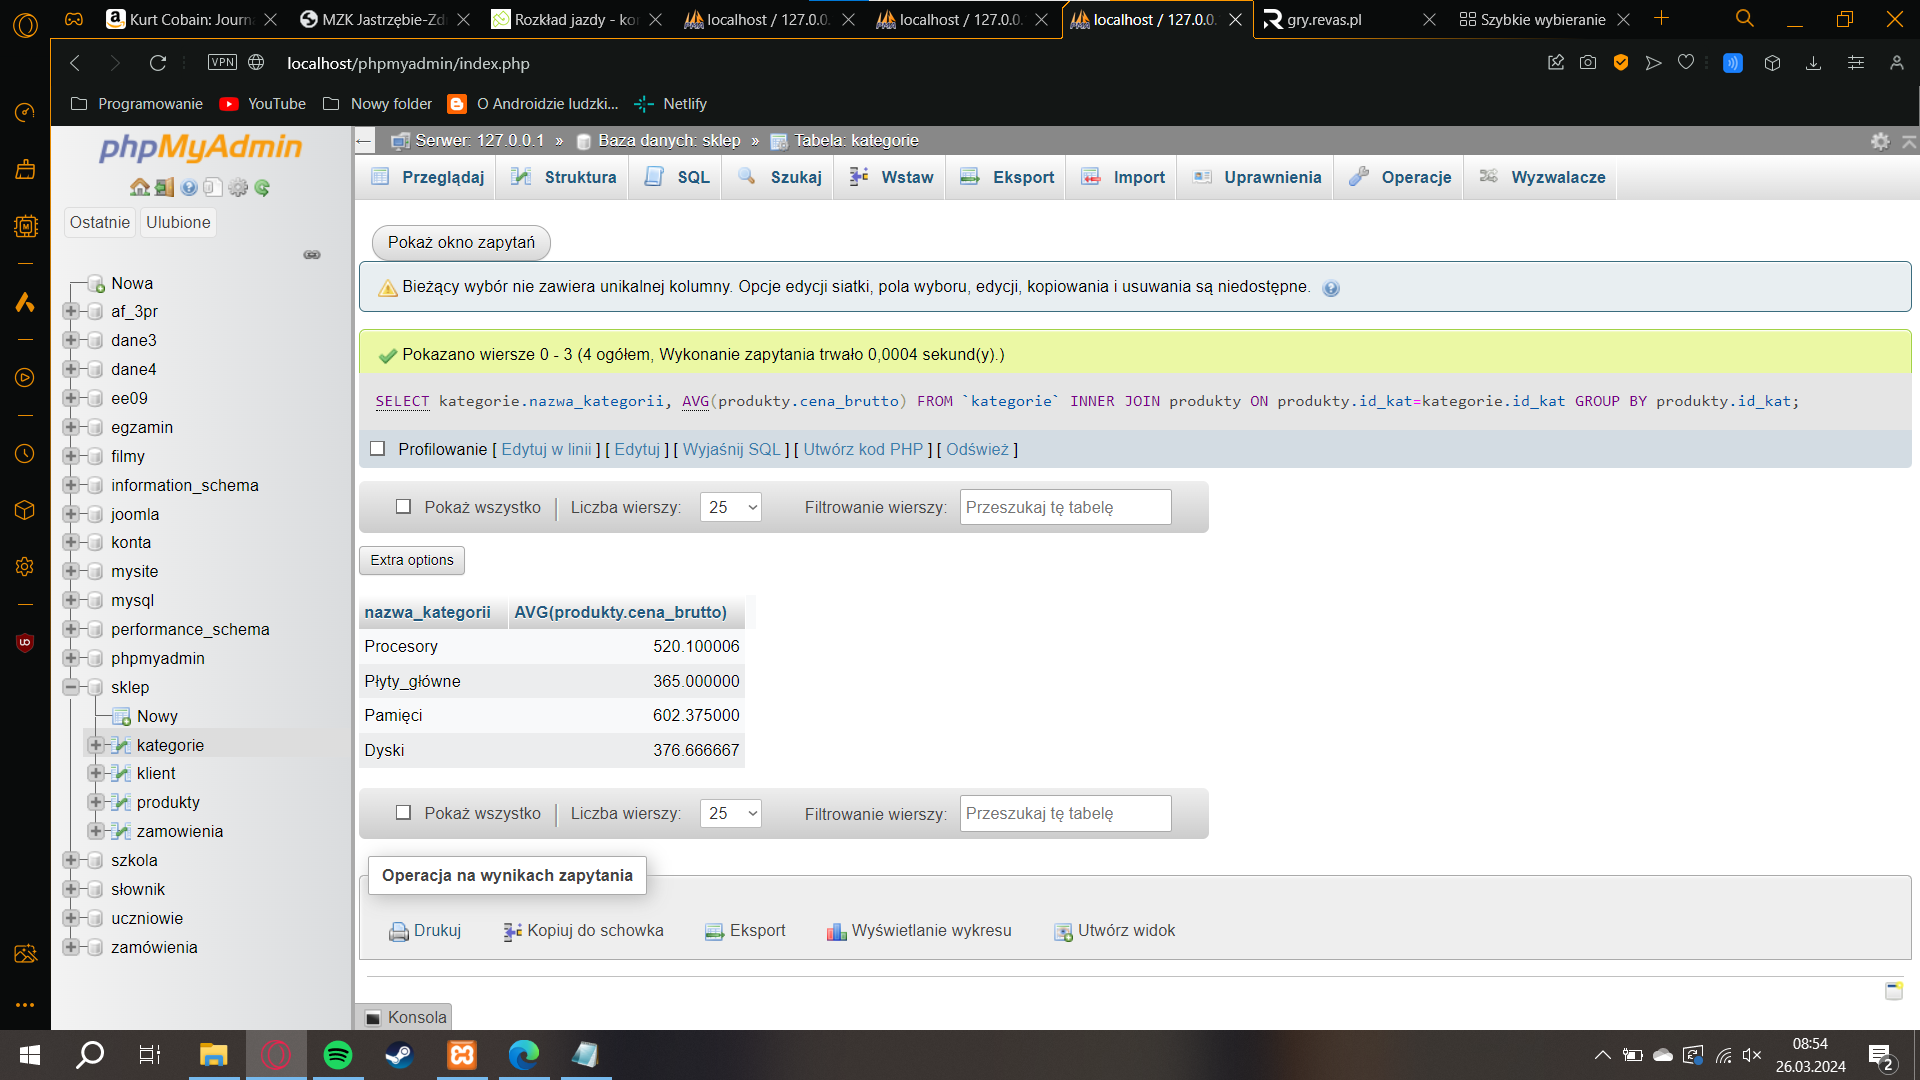 Kurt Cobain: Journa
MZK Jastrzębie-Zdr
Rozkład jazdy - ko
localhost / 127.0.0.
localhost / 127.0.0.
localhost / 127.0.0.
gry.revas.pl
Szybkie wybieranie
VPN
localhost/phpmyadmin/index.php
Programowanie
YouTube
Nowy folder
O Androidzie ludzki...
Netlify
phpMyAdmin
Ostatnie
Ulubione
Nowa
af_3pr
dane3
dane4
ee09
egzamin
filmy
information_schema
joomla
konta
mysite
mysql
performance_schema
phpmyadmin
sklep
Nowy
kategorie
klient
produkty
zamowienia
szkola
słownik
uczniowie
zamówienia
Serwer: 127.0.0.1 » Baza danych: sklep » Tabela: kategorie
Przeglądaj
Struktura
SQL
Szukaj
Wstaw
Eksport
Import
Uprawnienia
Operacje
Wyzwalacze
Pokaż okno zapytań
Bieżący wybór nie zawiera unikalnej kolumny. Opcje edycji siatki, pola wyboru, edycji, kopiowania i usuwania są niedostępne.
Pokazano wiersze 0 - 3 (4 ogółem, Wykonanie zapytania trwało 0,0004 sekund(y).)
SELECT kategorie.nazwa_kategorii, AVG(produkty.cena_brutto) FROM `kategorie` INNER JOIN produkty ON produkty.id_kat=kategorie.id_kat GROUP BY produkty.id_kat;
Profilowanie [ Edytuj w linii ] [ Edytuj ] [ Wyjaśnij SQL ] [ Utwórz kod PHP ] [ Odśwież ]
Pokaż wszystko | Liczba wierszy: 25 Filtrowanie wierszy: Przeszukaj tę tabelę
Extra options
nazwa_kategorii AVG(produkty.cena_brutto)
Procesory 520.100006
Płyty_główne 365.000000
Pamięci 602.375000
Dyski 376.666667
Pokaż wszystko | Liczba wierszy: 25 Filtrowanie wierszy: Przeszukaj tę tabelę
Operacja na wynikach zapytania
Drukuj
Kopiuj do schowka
Eksport
Wyświetlanie wykresu
Utwórz widok
Konsola
08:54
26.03.2024
2